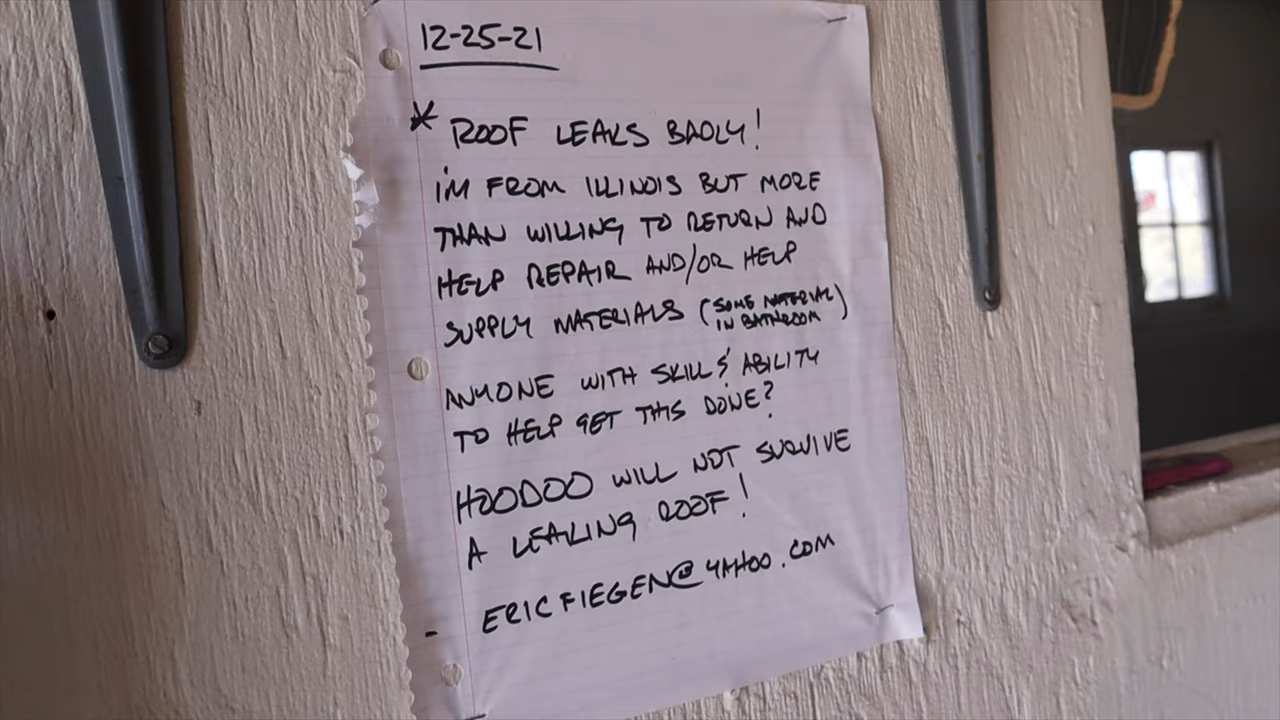 12-25-21
* ROOF LEAKS BADLY!
I'M FROM ILLINOIS BUT MORE
THAN WILLING TO RETURN AND
HELP REPAIR AND/OR HELP
SUPPLY MATERIALS (SOME MATERIAL IN BATHROOM)
ANYONE WITH SKILL & ABILITY
TO HELP GET THIS DONE?
HOODOO WILL NOT SURVIVE
A LEAKING ROOF!
- ERICFIEGEN@YAHOO.COM